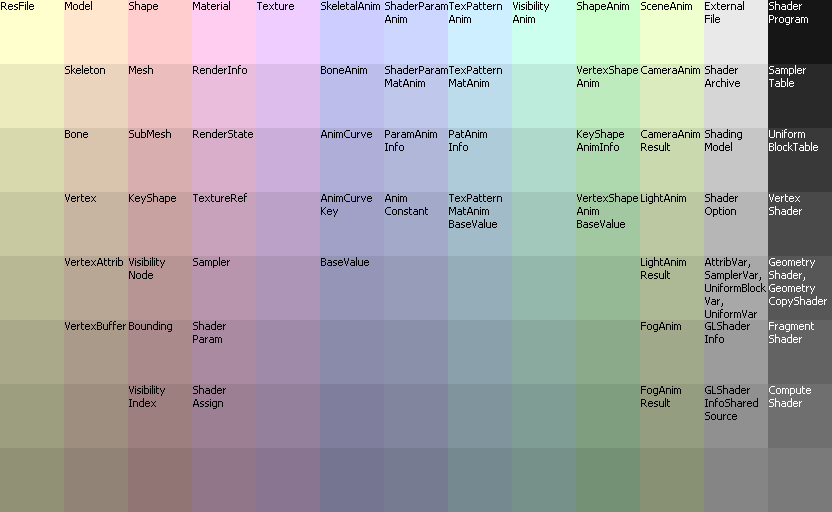 ResFile
Model
Shape
Material
Texture
SkeletalAnim
ShaderParam
Anim
TexPattern
Anim
Visibility
Anim
ShapeAnim
SceneAnim
External
File
Shader
Program
Skeleton
Mesh
RenderInfo
BoneAnim
ShaderParam
MatAnim
TexPattern
MatAnim
VertexShape
Anim
CameraAnim
Shader
Archive
Sampler
Table
Bone
SubMesh
RenderState
AnimCurve
ParamAnim
Info
PatAnim
Info
KeyShape
AnimInfo
CameraAnim
Result
Shading
Model
Uniform
BlockTable
Vertex
KeyShape
TextureRef
AnimCurve
Key
Anim
Constant
TexPattern
MatAnim
BaseValue
VertexShape
Anim
BaseValue
LightAnim
Shader
Option
Vertex
Shader
VertexAttrib
Visibility
Node
Sampler
BaseValue
LightAnim
Result
AttribVar,
SamplerVar,
UniformBlock
Var,
UniformVar
Geometry
Shader,
Geometry
CopyShader
VertexBuffer
Bounding
Shader
Param
FogAnim
GLShader
Info
Fragment
Shader
Visibility
Index
Shader
Assign
FogAnim
Result
GLShader
InfoShared
Source
Compute
Shader